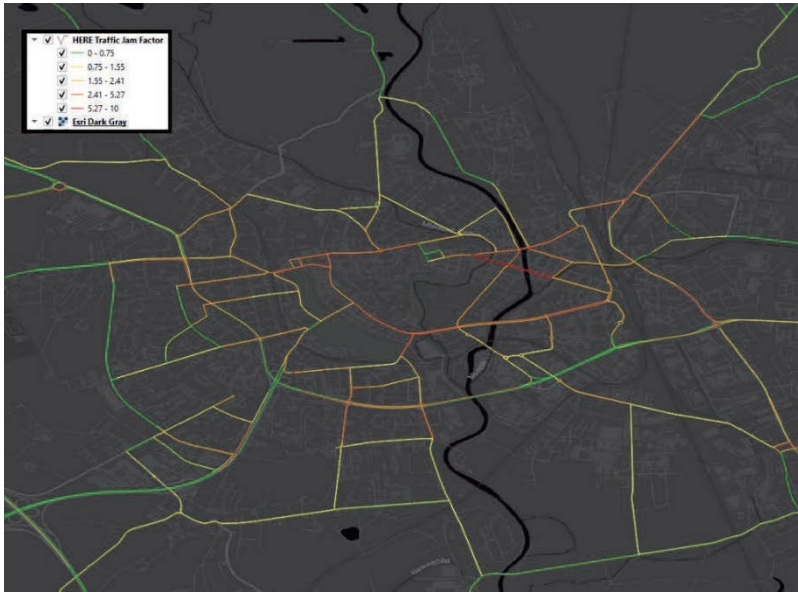 HERE Traffic Jam Factor
0 - 0.75
0.75 - 1.55
1.55 - 2.41
2.41 - 5.27
5.27 - 10
Esri Dark Gray